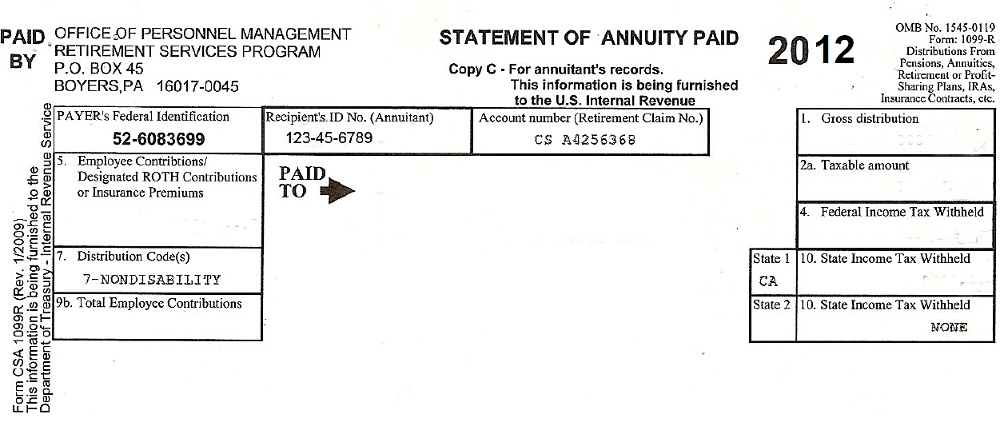 PAID BY
OFFICE OF PERSONNEL MANAGEMENT
RETIREMENT SERVICES PROGRAM
P.O. BOX 45
BOYERS,PA 16017-0045
STATEMENT OF ANNUITY PAID
Copy C - For annuitant's records.
This information is being furnished
to the U.S. Internal Revenue
2012
OMB No. 1545-0119
Form: 1099-R
Distributions From
Pensions, Annuities,
Retirement or Profit-
Sharing Plans, IRAs,
Insurance Contracts, etc.
PAYER's Federal Identification
52-6083699
Recipient's ID No. (Annuitant)
123-45-6789
Account number (Retirement Claim No.)
CS A4256368
1. Gross distribution
5. Employee Contribtions/
Designated ROTH Contributions
or Insurance Premiums
PAID
TO
2a. Taxable amount
4. Federal Income Tax Withheld
7. Distribution Code(s)
7-NONDISABILITY
State 1
CA
10. State Income Tax Withheld
9b. Total Employee Contributions
State 2
10. State Income Tax Withheld
NONE
Form CSA 1099R (Rev. 1/2009)
This information is being furnished to the
Department of Treasury - Internal Revenue Service